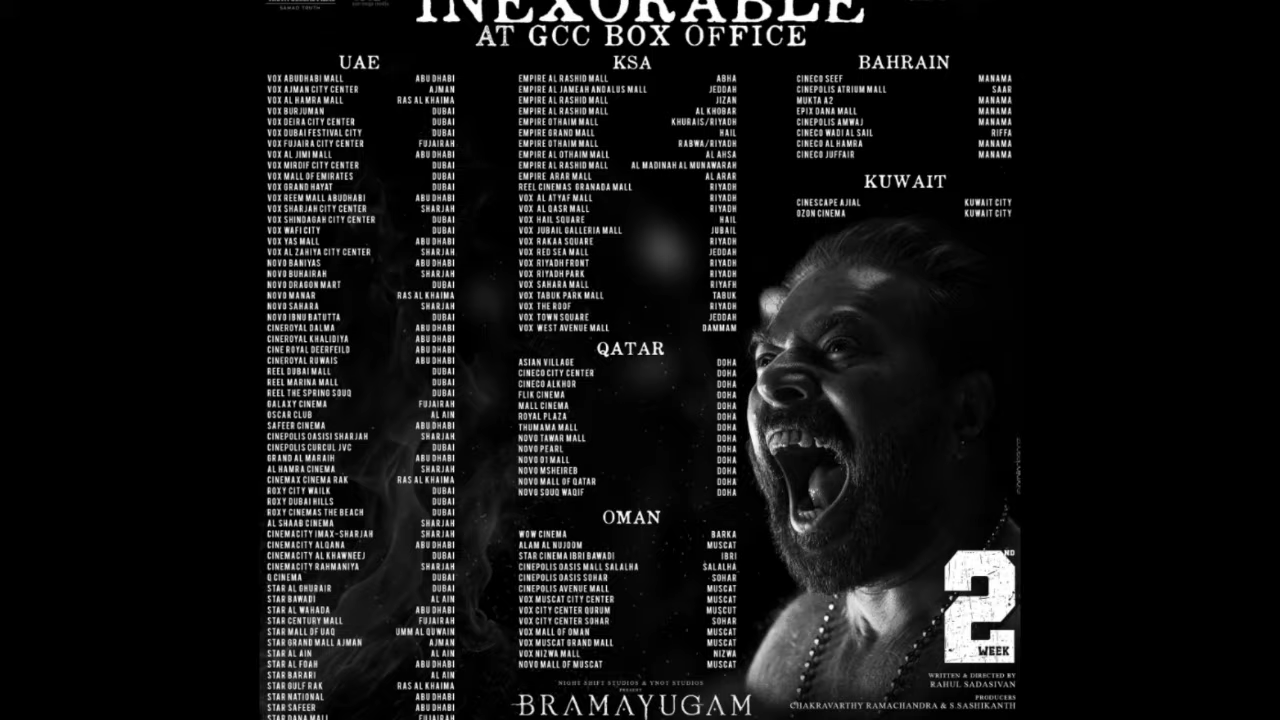 INEXORABLE
AT GCC BOX OFFICE
UAE
VOX ABUDHABI MALL ABU DHABI
VOX AJMAN CITY CENTER AJMAN
VOX AL HAMRA MALL RAS AL KHAIMA
VOX BURJUMAN DUBAI
VOX DEIRA CITY CENTER DUBAI
VOX DUBAI FESTIVAL CITY DUBAI
VOX FUJAIRA CITY CENTER FUJAIRAH
VOX AL JIMI MALL ABU DHABI
VOX MIRDIF CITY CENTER DUBAI
VOX MALL OF EMIRATES DUBAI
VOX GRAND HAYAT DUBAI
VOX REEM MALL ABUDHABI ABU DHABI
VOX SHARJAH CITY CENTER SHARJAH
VOX SHINDAGAH CITY CENTER DUBAI
VOX WAFI CITY DUBAI
VOX YAS MALL ABU DHABI
VOX AL ZAHIYA CITY CENTER SHARJAH
NOVO BANIYAS ABU DHABI
NOVO BUHAIRAH SHARJAH
NOVO DRAGON MART DUBAI
NOVO MANAR RAS AL KHAIMA
NOVO SAHARA SHARJAH
NOVO IBNU BATUTTA DUBAI
CINEROYAL DALMA ABU DHABI
CINEROYAL KHALIDIYA ABU DHABI
CINE ROYAL DEERFEILD ABU DHABI
CINEROYAL RUWAIS ABU DHABI
REEL DUBAI MALL DUBAI
REEL MARINA MALL DUBAI
REEL THE SPRING SOUQ DUBAI
GALAXY CINEMA FUJAIRAH
OSCAR CLUB AL AIN
SAFEER CINEMA ABU DHABI
CINEPOLIS OASISI SHARJAH SHARJAH
CINEPOLIS CURCUL JVC DUBAI
GRAND AL MARAIH ABU DHABI
AL HAMRA CINEMA SHARJAH
CINEMAX CINEMA RAK RAS AL KHAIMA
ROXY CITY WAILK DUBAI
ROXY DUBAI HILLS DUBAI
ROXY CINEMAS THE BEACH DUBAI
AL SHAAB CINEMA SHARJAH
CINEMACITY IMAX-SHARJAH SHARJAH
CINEMACITY ALQANA ABU DHABI
CINEMACITY AL KHAWNEEJ DUBAI
CINEMACITY RAHMANIYA SHARJAH
Q CINEMA DUBAI
STAR AL GHURAIR DUBAI
STAR BAWADI AL AIN
STAR AL WAHADA ABU DHABI
STAR CENTURY MALL FUJAIRAH
STAR MALL OF UAQ UMM AL QUWAIN
STAR GRAND MALL AJMAN AJMAN
STAR AL AIN AL AIN
STAR AL FOAH ABU DHABI
STAR BARARI AL AIN
STAR GULF RAK RAS AL KHAIMA
STAR NATIONAL ABU DHABI
STAR SAFEER ABU DHABI
STAR DANA MALL FUJAIRAH
KSA
EMPIRE AL RASHID MALL ABHA
EMPIRE AL JAMEAH ANDALUS MALL JEDDAH
EMPIRE AL RASHID MALL JIZAN
EMPIRE AL RASHID MALL AL KHOBAR
EMPIRE OTHAIM MALL KHURAIS/RIYADH
EMPIRE GRAND MALL HAIL
EMPIRE OTHAIM MALL RABWA/RIYADH
EMPIRE AL OTHAIM MALL AL AHSA
EMPIRE AL RASHID MALL AL MADINAH AL MUNAWARAH
EMPIRE ARAR MALL AL ARAR
REEL CINEMAS GRANADA MALL RIYADH
VOX AL ATYAF MALL RIYADH
VOX AL QASR MALL RIYADH
VOX HAIL SQUARE HAIL
VOX JUBAIL GALLERIA MALL JUBAIL
VOX RAKAA SQUARE RIYADH
VOX RED SEA MALL JEDDAH
VOX RIYADH FRONT RIYADH
VOX RIYADH PARK RIYADH
VOX SAHARA MALL RIYAFH
VOX TABUK PARK MALL TABUK
VOX THE ROOF RIYADH
VOX TOWN SQUARE JEDDAH
VOX WEST AVENUE MALL DAMMAM
QATAR
ASIAN VILLAGE DOHA
CINECO CITY CENTER DOHA
CINECO ALKHOR DOHA
FLIK CINEMA DOHA
MALL CINEMA DOHA
ROYAL PLAZA DOHA
THUMAMA MALL DOHA
NOVO TAWAR MALL DOHA
NOVO PEARL DOHA
NOVO 01 MALL DOHA
NOVO MSHEIREB DOHA
NOVO MALL OF QATAR DOHA
NOVO SOUQ WAQIF DOHA
OMAN
WOW CINEMA BARKA
ALAM AL NUJOOM MUSCAT
STAR CINEMA IBRI BAWADI IBRI
CINEPOLIS OASIS MALL SALALHA SALALHA
CINEPOLIS OASIS SOHAR SOHAR
CINEPOLIS AVENUE MALL MUSCAT
VOX MUSCAT CITY CENTER MUSCAT
VOX CITY CENTER QURUM MUSCUT
VOX CITY CENTER SOHAR SOHAR
VOX MALL OF OMAN MUSCAT
VOX MUSCAT GRAND MALL MUSCAT
VOX NIZWA MALL NIZWA
NOVO MALL OF MUSCAT MUSCAT
BAHRAIN
CINECO SEEF MANAMA
CINEPOLIS ATRIUM MALL SAAR
MUKTA A2 MANAMA
EPIX DANA MALL MANAMA
CINEPOLIS AMWAJ MANAMA
CINECO WADI AL SAIL RIFFA
CINECO AL HAMRA MANAMA
CINECO JUFFAIR MANAMA
KUWAIT
CINESCAPE AJIAL KUWAIT CITY
OZON CINEMA KUWAIT CITY
2ND
WEEK
NIGHT SHIFT STUDIOS & YNOT STUDIOS
PRESENT
BRAMAYUGAM
WRITTEN & DIRECTED BY
RAHUL SADASIVAN
PRODUCERS
CHAKRAVARTHY RAMACHANDRA & S.SASHIKANTH